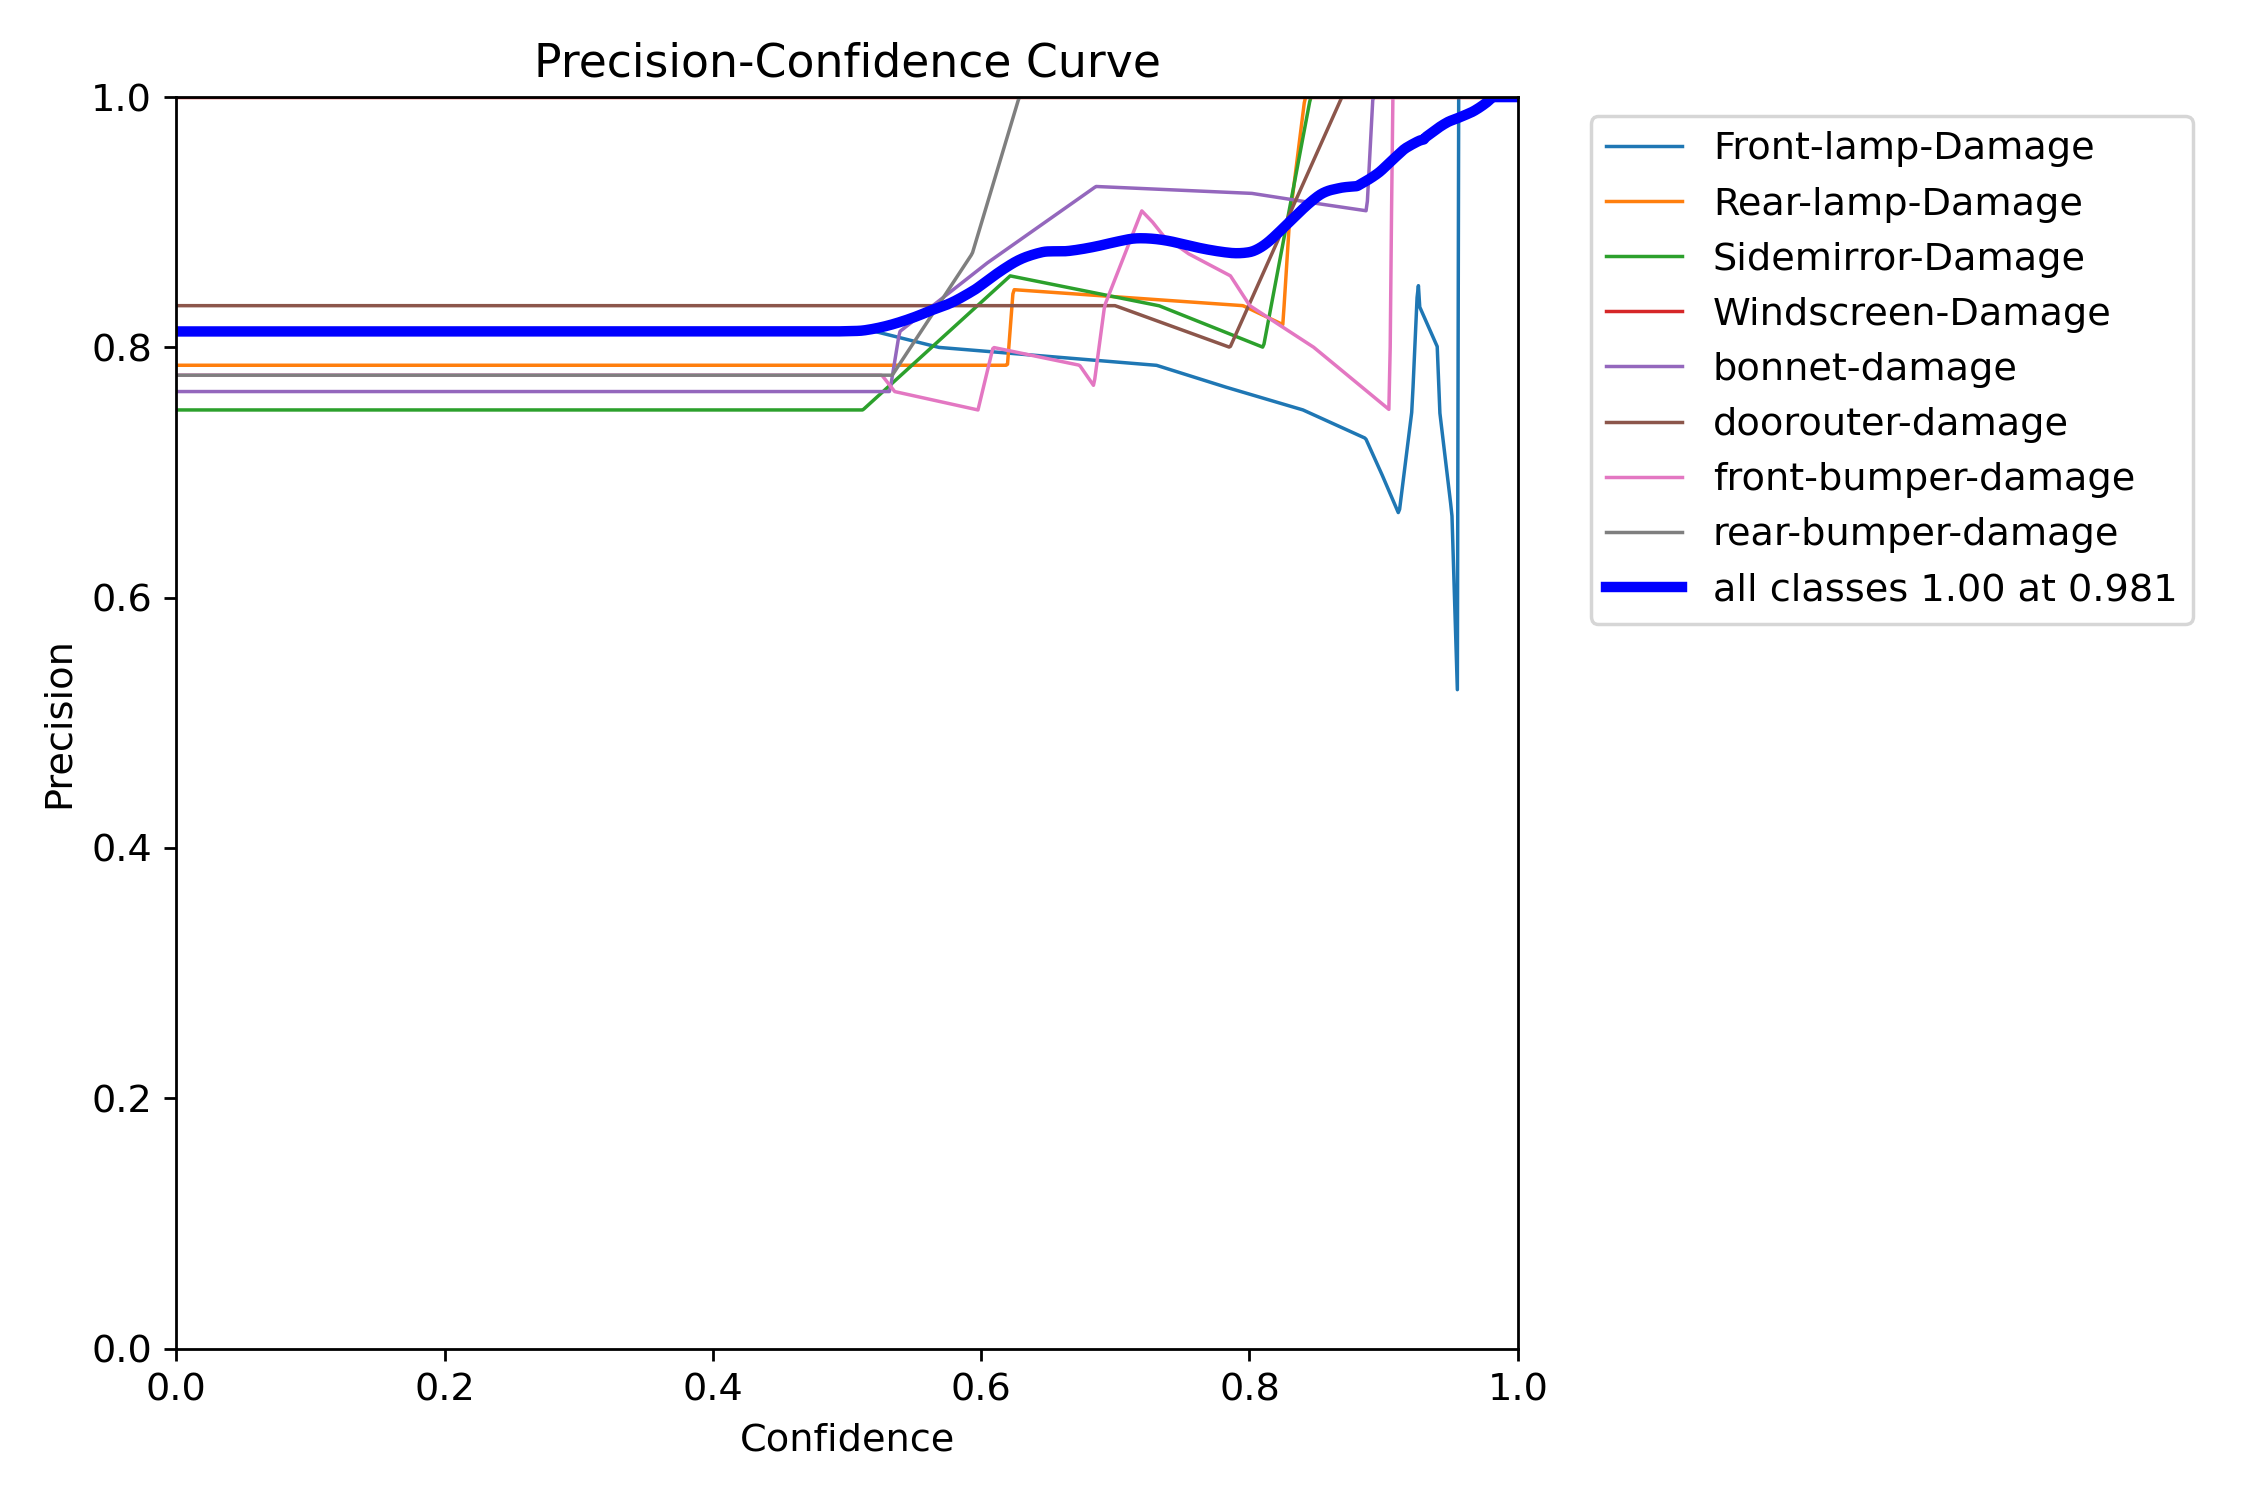 Precision-Confidence Curve
1.0
0.8
0.6
0.4
0.2
0.0
Precision
0.0 0.2 0.4 0.6 0.8 1.0
Confidence
Front-lamp-Damage
Rear-lamp-Damage
Sidemirror-Damage
Windscreen-Damage
bonnet-damage
doorouter-damage
front-bumper-damage
rear-bumper-damage
all classes 1.00 at 0.981